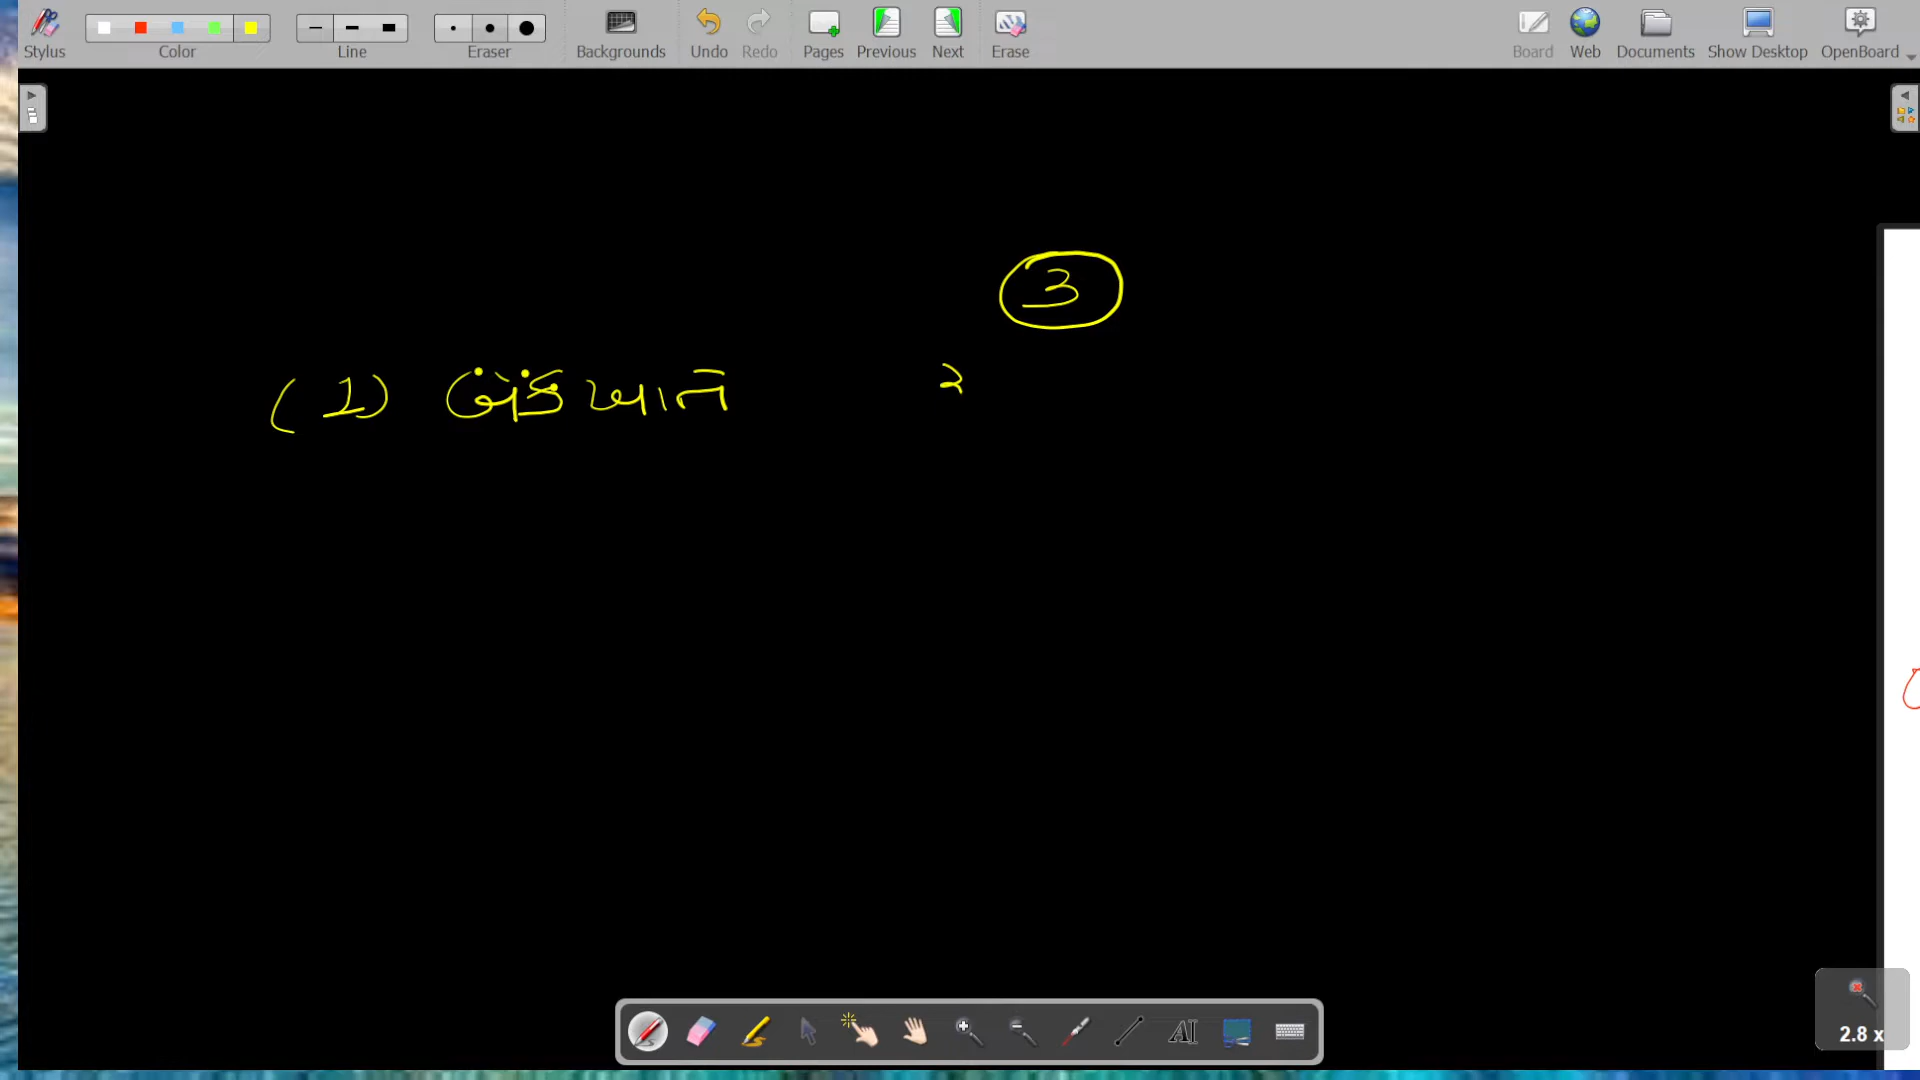 Stylus Color Line Eraser Backgrounds Undo Redo Pages Previous Next Erase Board Web Documents Show Desktop OpenBoard
3
(1) બેંક ખાતે ૨
2.8 x